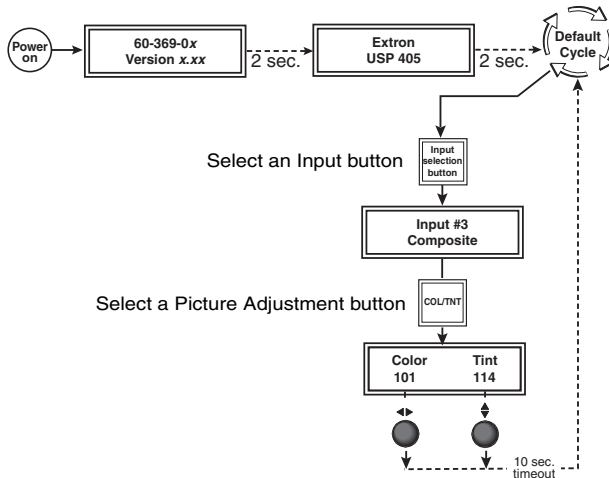 Power
on
60-369-0x
Version x.xx
2 sec.
Extron
USP 405
2 sec.
Default
Cycle
Select an Input button
Input
selection
button
Input #3
Composite
Select a Picture Adjustment button
COL/TNT
Color Tint
101 114
10 sec.
timeout